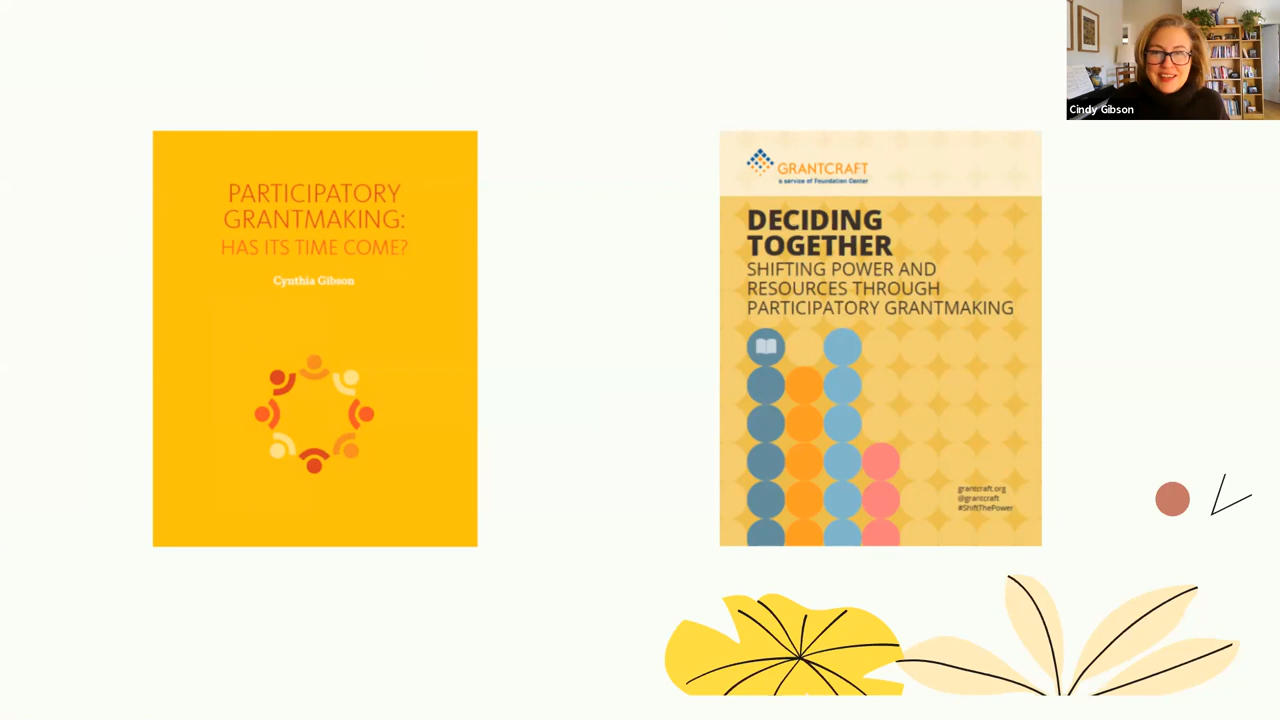 PARTICIPATORY
GRANTMAKING:
HAS ITS TIME COME?
Cynthia Gibson
GRANTCRAFT
a service of Foundation Center
DECIDING
TOGETHER
SHIFTING POWER AND
RESOURCES THROUGH
PARTICIPATORY GRANTMAKING
grantcraft.org
@grantcraft
#ShiftThePower
Cindy Gibson